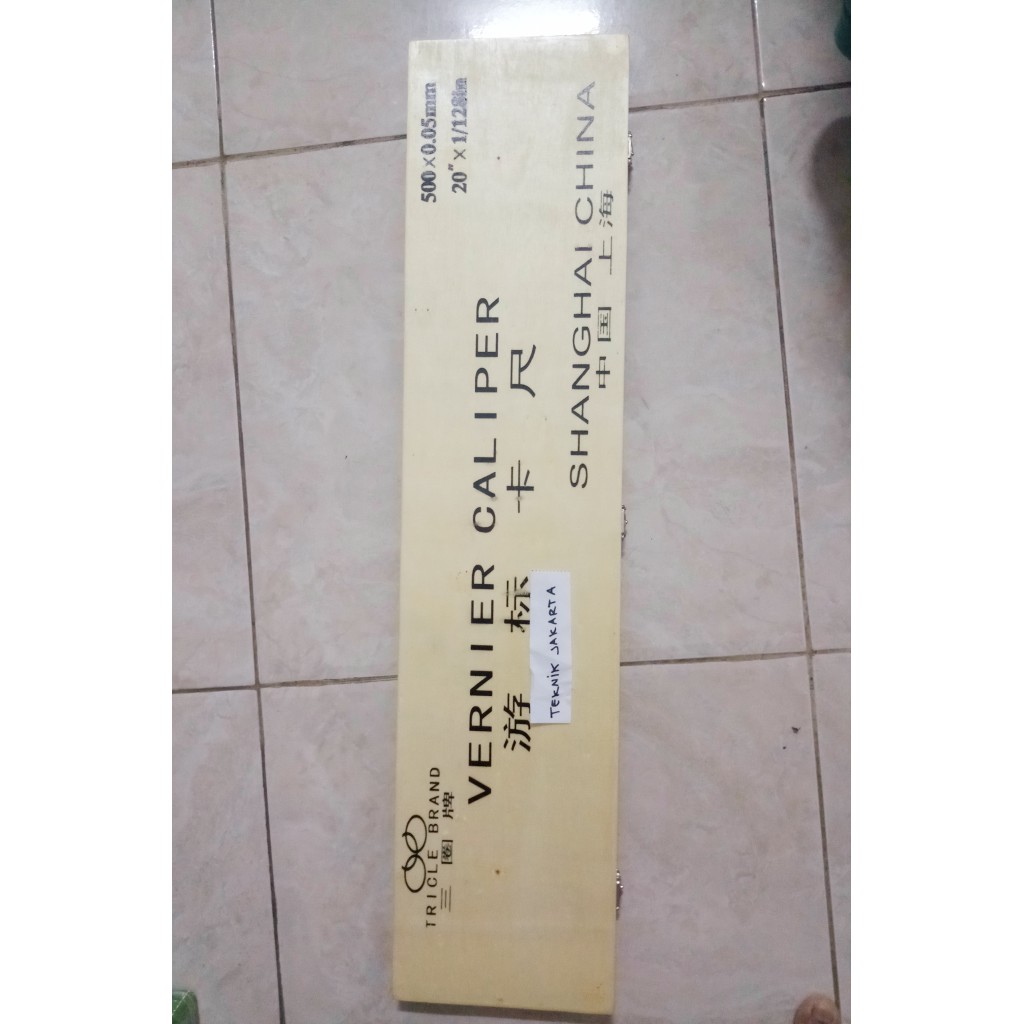 500×0.05mm
20"×1/128in
TRICLE BRAND
三圈牌
VERNIER CALIPER
游标卡尺
TEKNIK JAKARTA
SHANGHAI CHINA
中国 上海